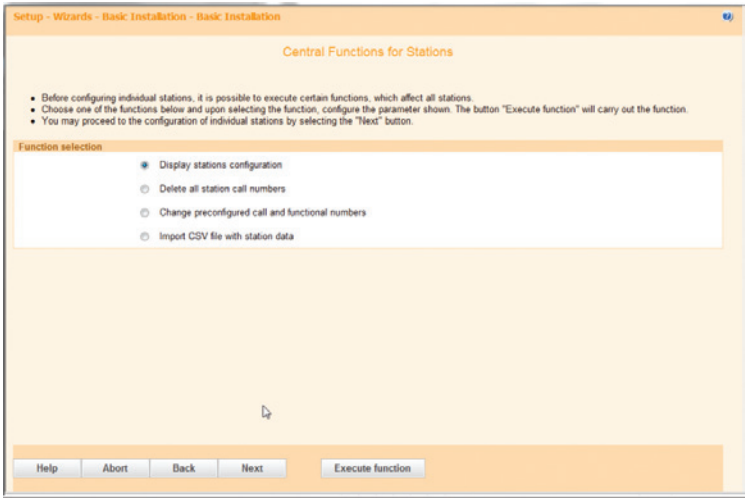 Setup - Wizards - Basic Installation - Basic Installation
Central Functions for Stations
Before configuring individual stations, it is possible to execute certain functions, which affect all stations.
Choose one of the functions below and upon selecting the function, configure the parameter shown. The button "Execute function" will carry out the function.
You may proceed to the configuration of individual stations by selecting the "Next" button.
Function selection
Display stations configuration
Delete all station call numbers
Change preconfigured call and functional numbers
Import CSV file with station data
Help Abort Back Next Execute function